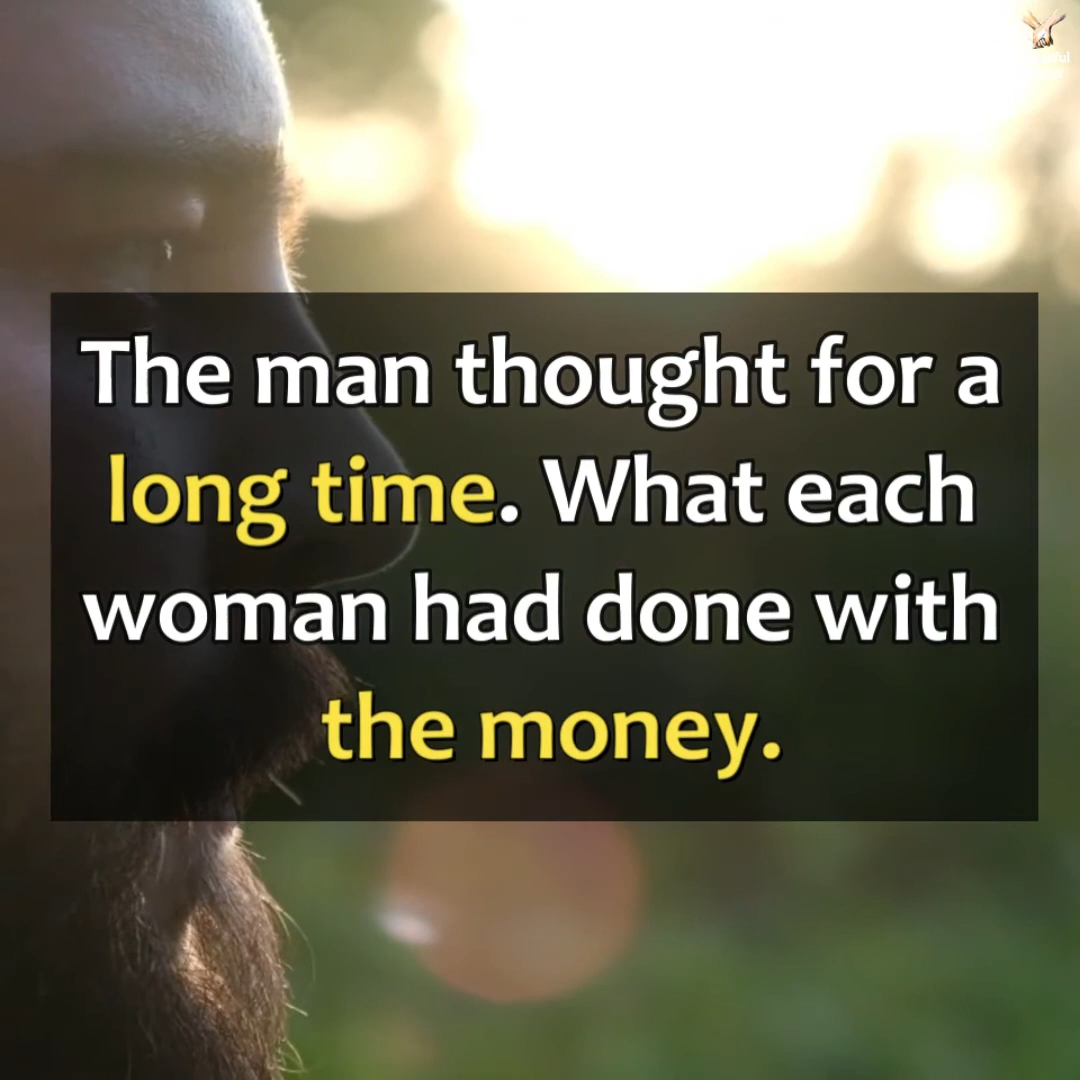 The man thought for a
long time. What each
woman had done with
the money.